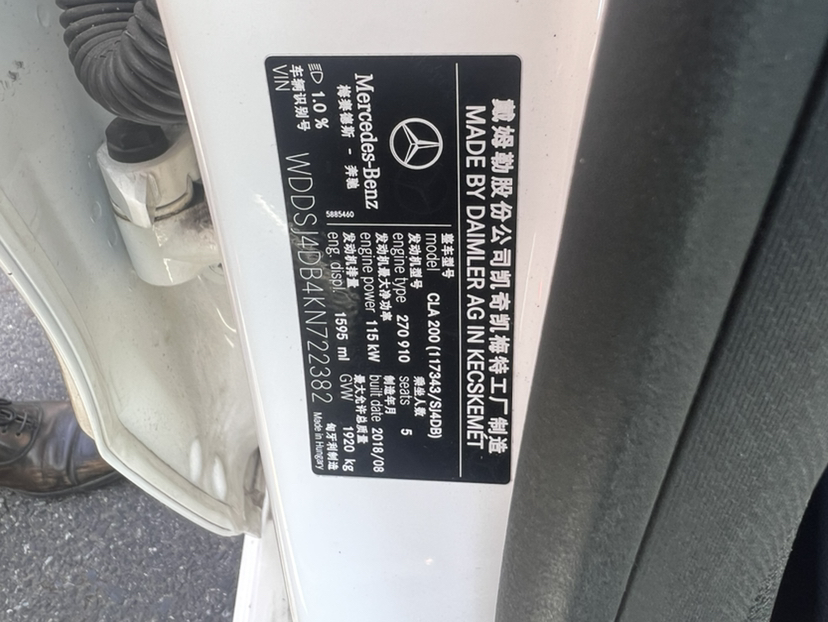 戴姆勒股份公司凯奇凯梅特工厂制造
MADE BY DAIMLER AG IN KECSKEMÉT
Mercedes-Benz
梅赛德斯 - 奔驰
5885460
整车型号
model CLA 200 (117343/SJ4DB)
发动机型号 乘坐人数
engine type 270 910 seats 5
发动机最大净功率 制造年月
engine power 115 kW built date 2018/08
发动机排量 最大允许总质量
eng. displ. 1595 ml GVW 1920 kg
1.0 %
车辆识别号 匈牙利制造
VIN WDDSJ4DB4KN722382 Made in Hungary